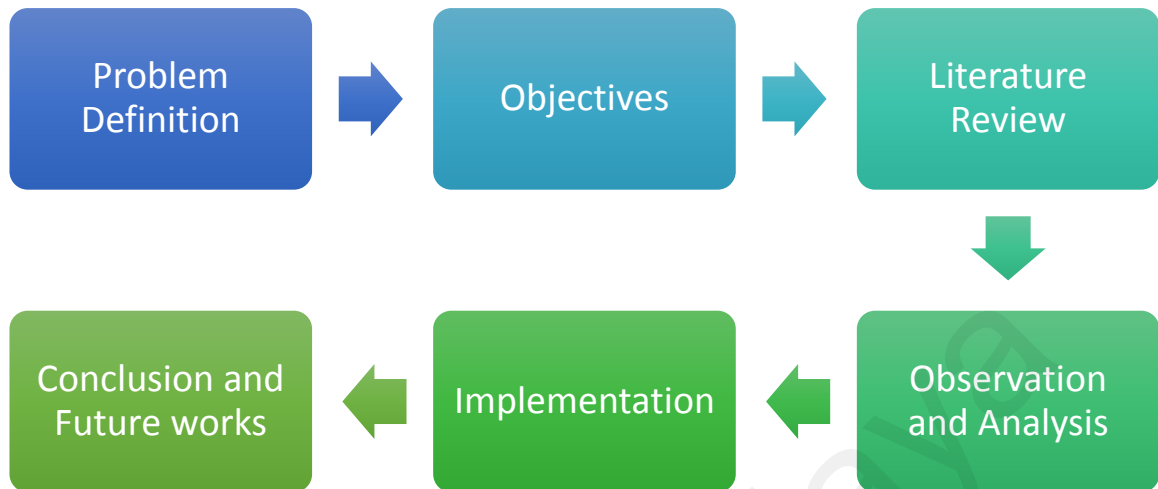 Problem
Definition
Objectives
Literature
Review
Observation
and Analysis
Implementation
Conclusion and
Future works